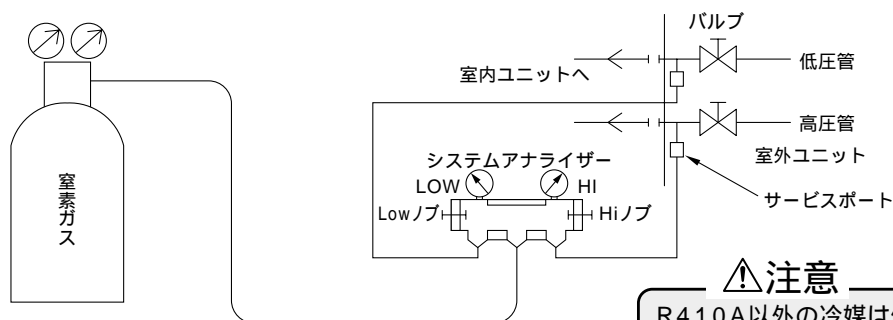 バルブ
低圧管
室内ユニットへ
高圧管
システムアナライザー
室外ユニット
LOW
HI
サービスポート
Lowノブ
Hiノブ
窒素ガス
注意
R410A以外の冷媒は